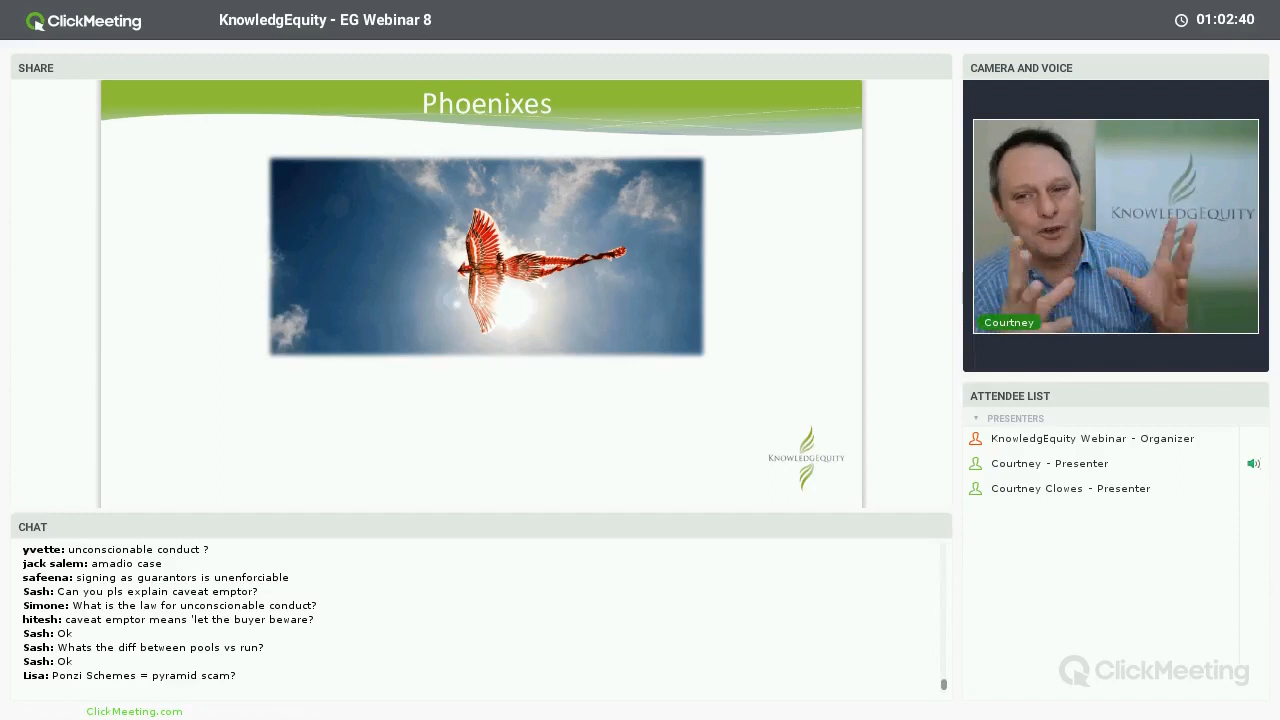 ClickMeeting
KnowledgEquity - EG Webinar 8
01:02:40
SHARE
Phoenixes
KNOWLEDGEQUITY
CHAT
yvette: unconscionable conduct ?
jack salem: amadio case
safeena: signing as guarantors is unenforciable
Sash: Can you pls explain caveat emptor?
Simone: What is the law for unconscionable conduct?
hitesh: caveat emptor means 'let the buyer beware?
Sash: Ok
Sash: Whats the diff between pools vs run?
Sash: Ok
Lisa: Ponzi Schemes = pyramid scam?
ClickMeeting.com
CAMERA AND VOICE
KNOWLEDGEQUITY
Courtney
ATTENDEE LIST
PRESENTERS
KnowledgEquity Webinar - Organizer
Courtney - Presenter
Courtney Clowes - Presenter
ClickMeeting